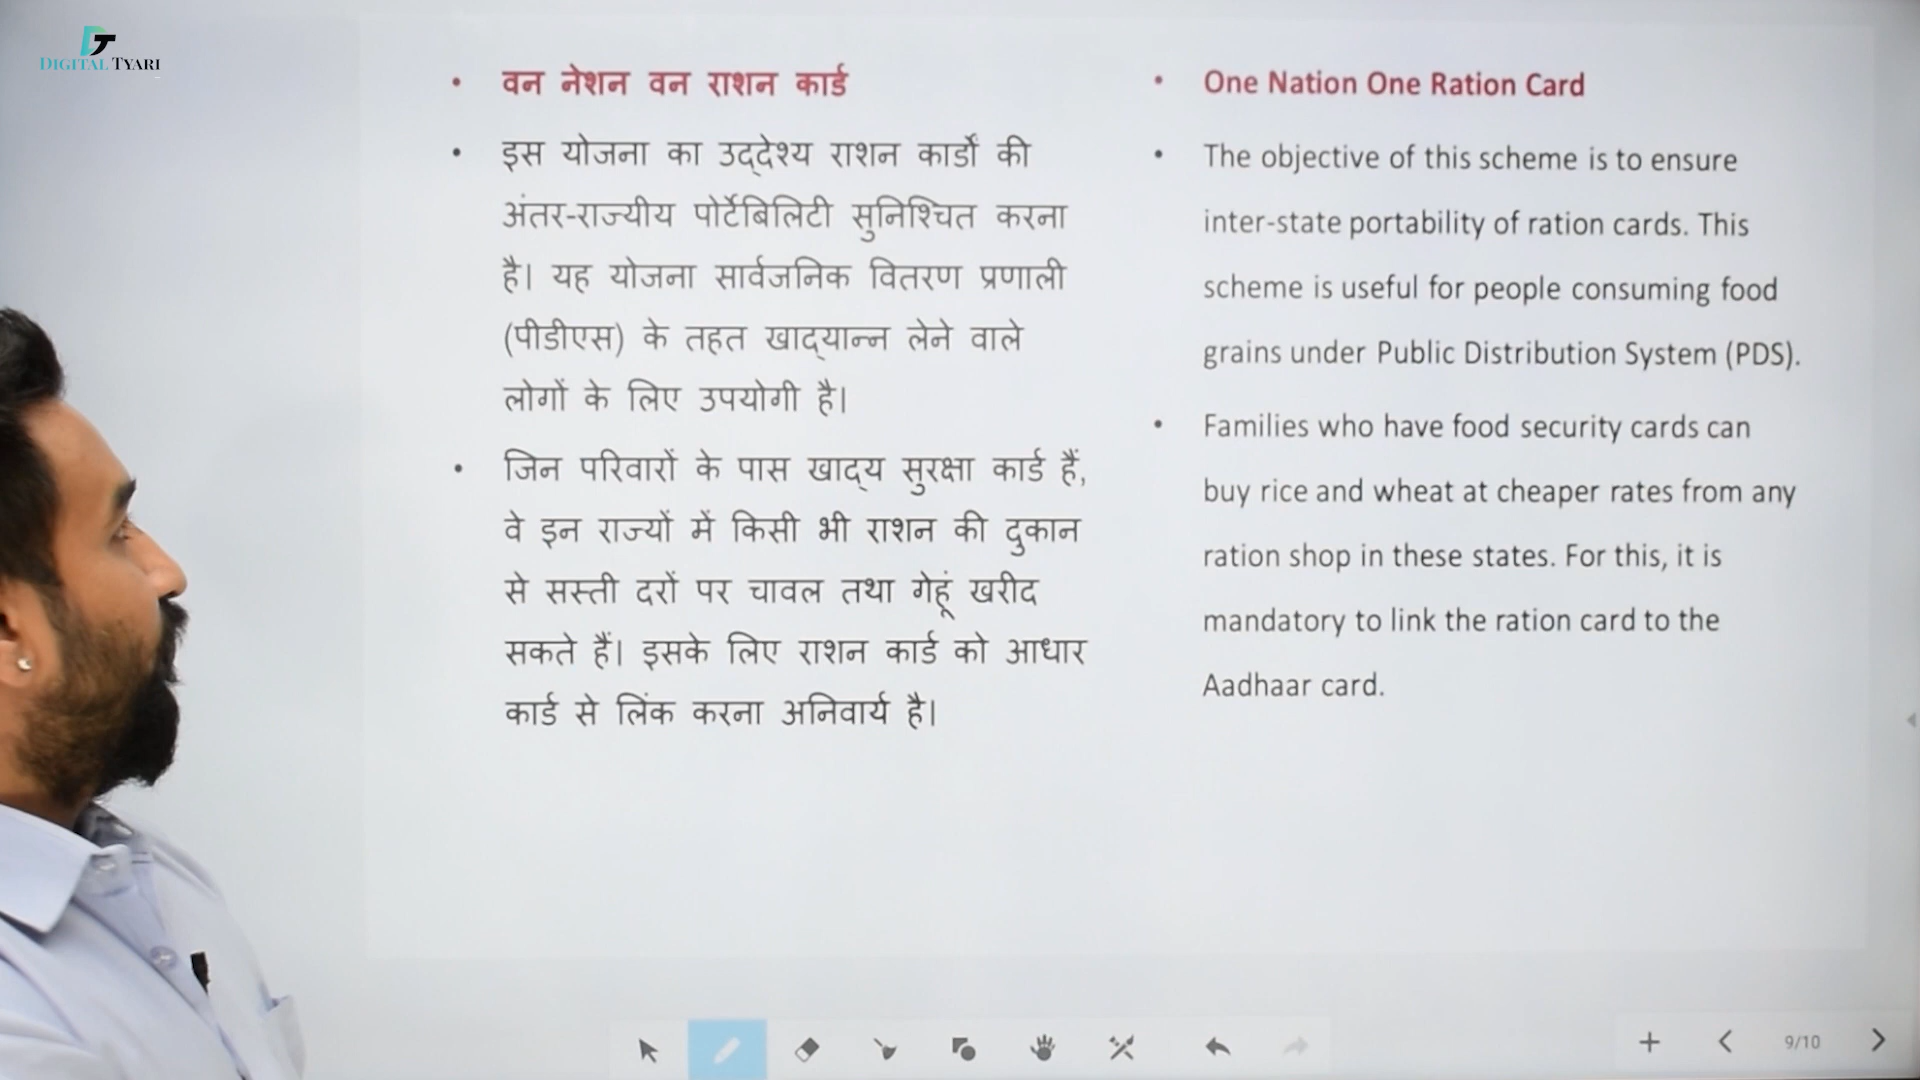 DIGITAL TYARI
• वन नेशन वन राशन कार्ड
• इस योजना का उद्देश्य राशन कार्डों की
अंतर-राज्यीय पोर्टेबिलिटी सुनिश्चित करना
है। यह योजना सार्वजनिक वितरण प्रणाली
(पीडीएस) के तहत खाद्यान्न लेने वाले
लोगों के लिए उपयोगी है।
• जिन परिवारों के पास खाद्य सुरक्षा कार्ड हैं,
वे इन राज्यों में किसी भी राशन की दुकान
से सस्ती दरों पर चावल तथा गेहूं खरीद
सकते हैं। इसके लिए राशन कार्ड को आधार
कार्ड से लिंक करना अनिवार्य है।
• One Nation One Ration Card
• The objective of this scheme is to ensure
inter-state portability of ration cards. This
scheme is useful for people consuming food
grains under Public Distribution System (PDS).
• Families who have food security cards can
buy rice and wheat at cheaper rates from any
ration shop in these states. For this, it is
mandatory to link the ration card to the
Aadhaar card.
9/10